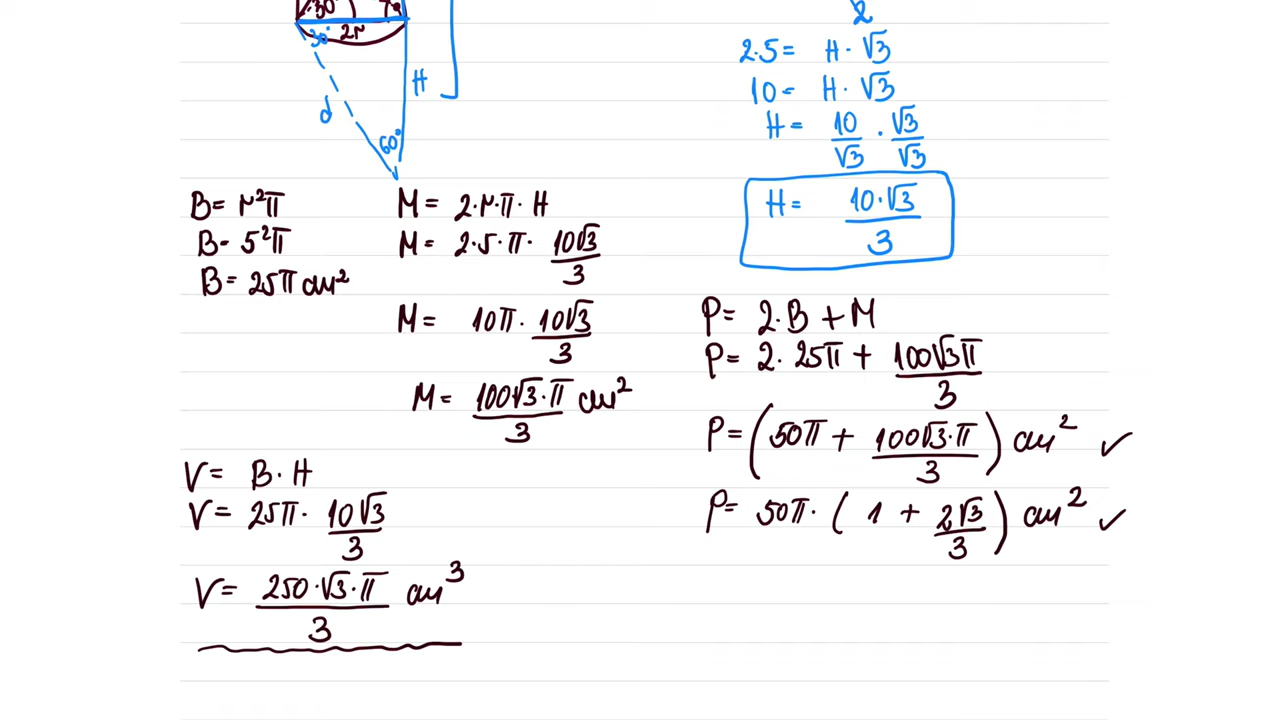 30°
30° 2r
H
d
60°
2
2·5 = H·√3
10 = H·√3
H = 10/√3 · √3/√3
H = 10·√3/3
B = r²π
B = 5²π
B = 25π cm²
M = 2·r·π·H
M = 2·5·π· 10√3/3
M = 10π· 10√3/3
M = 100√3·π/3 cm²
V = B·H
V = 25π· 10√3/3
V = 250·√3·π/3 cm³
P = 2·B + M
P = 2·25π + 100√3π/3
P = (50π + 100√3·π/3) cm² ✓
P = 50π·(1 + 2√3/3) cm² ✓